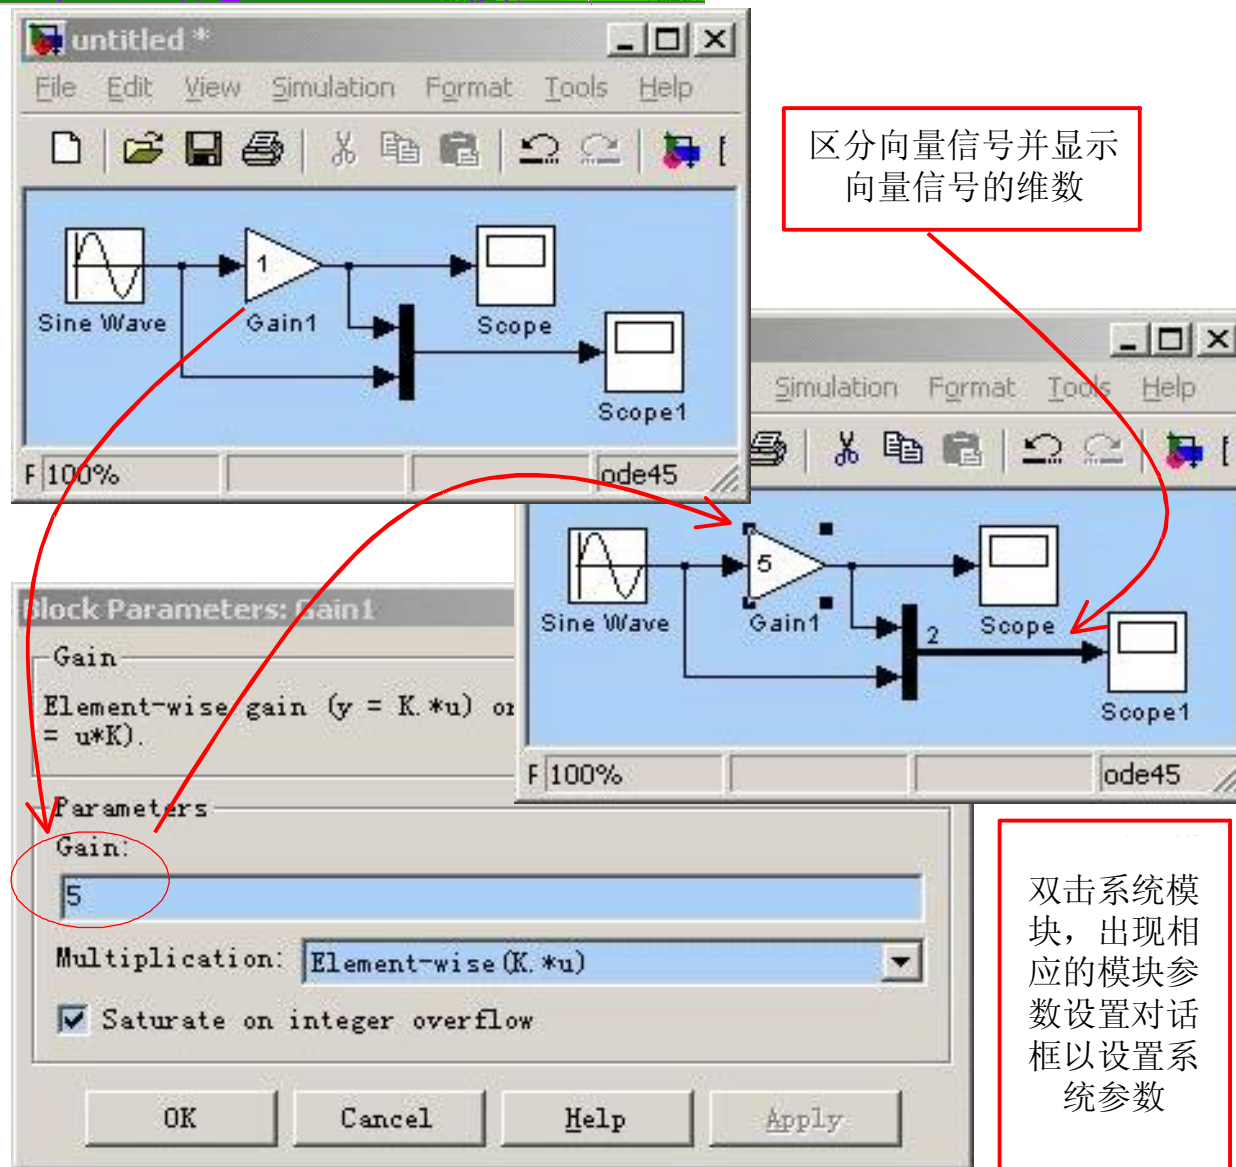 untitled *
File Edit View Simulation Format Tools Help
1
Sine Wave
Gain1
Scope
Scope1
F 100%
ode45
区分向量信号并显示
向量信号的维数
Simulation Format Tools Help
5
2
Sine Wave
Gain1
Scope
Scope1
F 100%
ode45
Block Parameters: Gain1
Gain
Element-wise gain (y = K.*u) or
= u*K).
Parameters
Gain:
5
Multiplication: Element-wise(K.*u)
Saturate on integer overflow
OK Cancel Help Apply
双击系统模
块，出现相
应的模块参
数设置对话
框以设置系
统参数